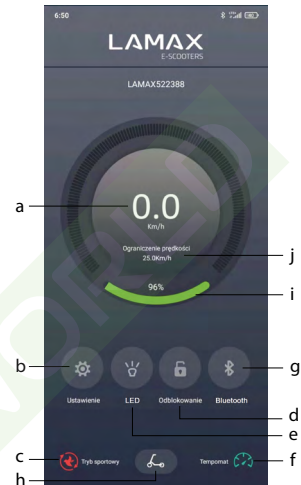 6:50
LAMAX
E-SCOOTERS
LAMAX522388
a
0.0
Km/h
Ograniczenie prędkości
25.0Km/h
j
96%
i
b
g
Ustawienie
LED
Odblokowanie
Bluetooth
d
e
c
Tryb sportowy
Tempomat
f
h